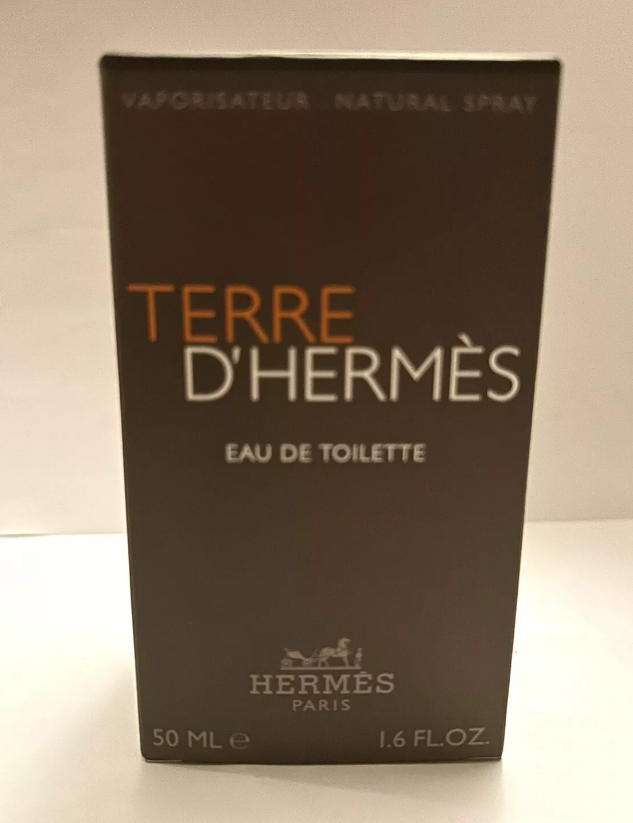 VAPORISATEUR . NATURAL SPRAY
TERRE
D'HERMÈS
EAU DE TOILETTE
HERMÈS
PARIS
50 ML ℮ 1.6 FL.OZ.